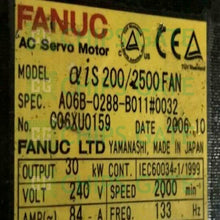 FANUC
AC Servo Motor
MODEL αiS 200/2500 FAN
SPEC. A06B-0288-B011#0032
No. C06XU0159 DATE 2006.10
FANUC LTD YAMANASHI, MADE IN JAPAN
OUTPUT 30 kW CONT. IEC60034-1/1999
VOLT 240 V SPEED 2000 min⁻¹
AMP(~) 84 A FREQ. 133 Hz